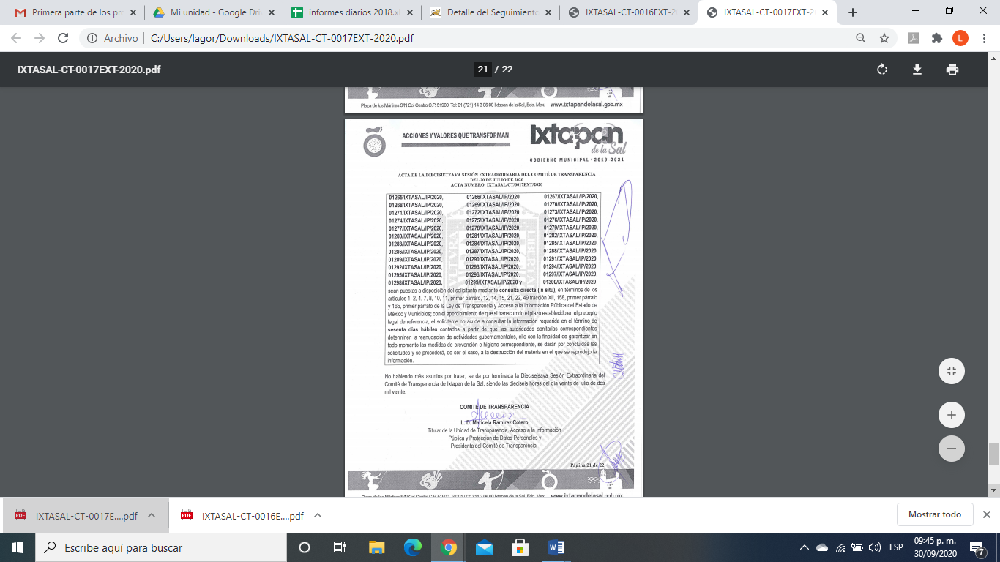 Primera parte de los pro
Mi unidad - Google Dri
informes diarios 2018.xl
Detalle del Seguimiento
IXTASAL-CT-0016EXT-2
IXTASAL-CT-0017EXT-2
Archivo C:/Users/lagor/Downloads/IXTASAL-CT-0017EXT-2020.pdf
L
IXTASAL-CT-0017EXT-2020.pdf
21 / 22
Plaza de los Mártires S/N Col Centro C.P. 51900 Tel: 01 (721) 14 3 06 00 Ixtapan de la Sal, Edo. Mex. www.ixtapandelasal.gob.mx
ACCIONES Y VALORES QUE TRANSFORMAN
Ixtapan
de la Sal
GOBIERNO MUNICIPAL • 2019-2021
ACTA DE LA DIECISIETEAVA SESIÓN EXTRAORDINARIA DEL COMITÉ DE TRANSPARENCIA
DEL 20 DE JULIO DE 2020
ACTA NUMERO: IXTASAL/CT/0017EXT/2020
01265/IXTASAL/IP/2020, 01266/IXTASAL/IP/2020, 01267/IXTASAL/IP/2020,
01268/IXTASAL/IP/2020, 01269/IXTASAL/IP/2020, 01270/IXTASAL/IP/2020,
01271/IXTASAL/IP/2020, 01272/IXTASAL/IP/2020, 01273/IXTASAL/IP/2020,
01274/IXTASAL/IP/2020, 01275/IXTASAL/IP/2020, 01276/IXTASAL/IP/2020,
01277/IXTASAL/IP/2020, 01278/IXTASAL/IP/2020, 01279/IXTASAL/IP/2020,
01280/IXTASAL/IP/2020, 01281/IXTASAL/IP/2020, 01282/IXTASAL/IP/2020,
01283/IXTASAL/IP/2020, 01284/IXTASAL/IP/2020, 01285/IXTASAL/IP/2020,
01286/IXTASAL/IP/2020, 01287/IXTASAL/IP/2020, 01288/IXTASAL/IP/2020,
01289/IXTASAL/IP/2020, 01290/IXTASAL/IP/2020, 01291/IXTASAL/IP/2020,
01292/IXTASAL/IP/2020, 01293/IXTASAL/IP/2020, 01294/IXTASAL/IP/2020,
01295/IXTASAL/IP/2020, 01296/IXTASAL/IP/2020, 01297/IXTASAL/IP/2020,
01298/IXTASAL/IP/2020, 01299/IXTASAL/IP/2020 y 01300/IXTASAL/IP/2020
sean puestas a disposición del solicitante mediante consulta directa (in situ), en términos de los
artículos 1, 2, 4, 7, 8, 10, 11, primer párrafo, 12, 14, 15, 21, 22, 49 fracción XII, 158, primer párrafo
y 165, primer párrafo de la Ley de Transparencia y Acceso a la Información Pública del Estado de
México y Municipios; con el apercibimiento de que si transcurrido el plazo establecido en el precepto
legal de referencia, el solicitante no acude a consultar la información requerida en el término de
sesenta días hábiles contados a partir de que las autoridades sanitarias correspondientes
determinen la reanudación de actividades gubernamentales, ello con la finalidad de garantizar en
todo momento las medidas de prevención e higiene correspondiente, se darán por concluidas las
solicitudes y se procederá, de ser el caso, a la destrucción del materia en el que se reprodujo la
información.
No habiendo más asuntos por tratar, se da por terminada la Dieciseisava Sesión Extraordinaria del
Comité de Transparencia de Ixtapan de la Sal, siendo las dieciséis horas del día veinte de julio de dos
mil veinte.
COMITÉ DE TRANSPARENCIA
L. D. Maricela Ramírez Cotero
Titular de la Unidad de Transparencia, Acceso a la Información
Pública y Protección de Datos Personales y
Presidenta del Comité de Transparencia.
Página 21 de 22
Plaza de los Mártires S/N Col Centro C.P. 51900 Tel: 01 (721) 14 3 06 00 Ixtapan de la Sal, Edo. Mex. www.ixtapandelasal.gob.mx
IXTASAL-CT-0017E....pdf
IXTASAL-CT-0016E....pdf
Mostrar todo
Escribe aquí para buscar
ESP
09:45 p. m.
30/09/2020
7